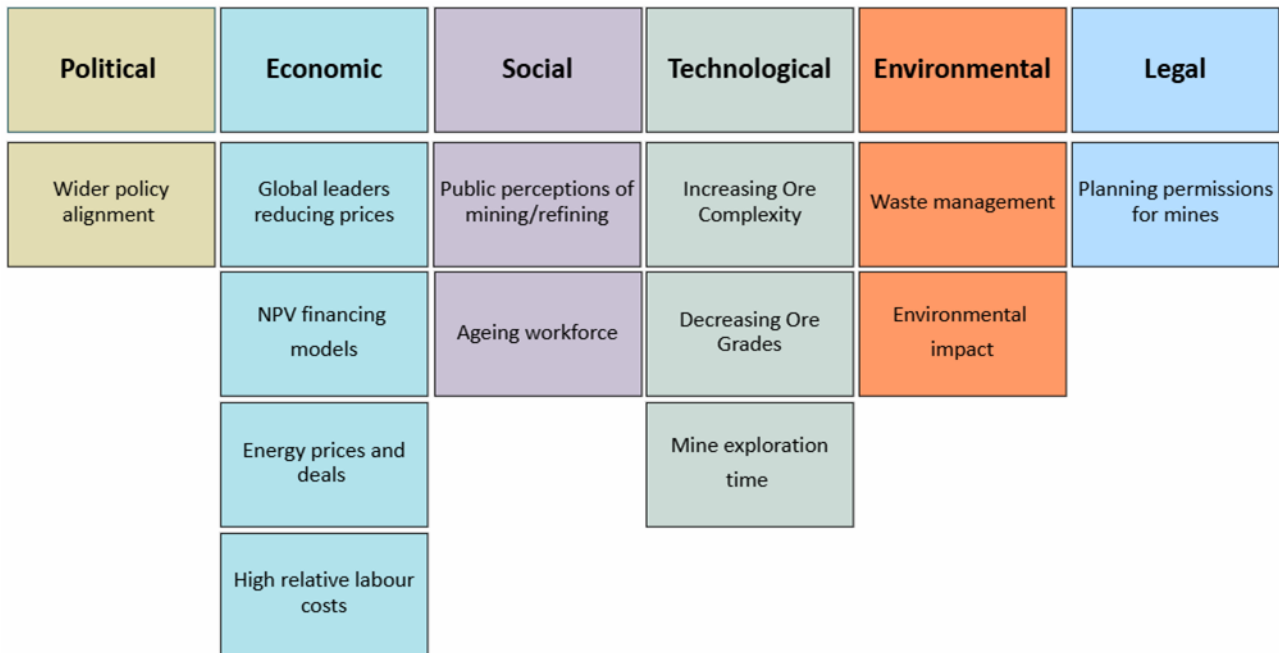 Political
Economic
Social
Technological
Environmental
Legal
Wider policy
alignment
Global leaders
reducing prices
Public perceptions of
mining/refining
Increasing Ore
Complexity
Waste management
Planning permissions
for mines
NPV financing
models
Ageing workforce
Decreasing Ore
Grades
Environmental
impact
Energy prices and
deals
Mine exploration
time
High relative labour
costs